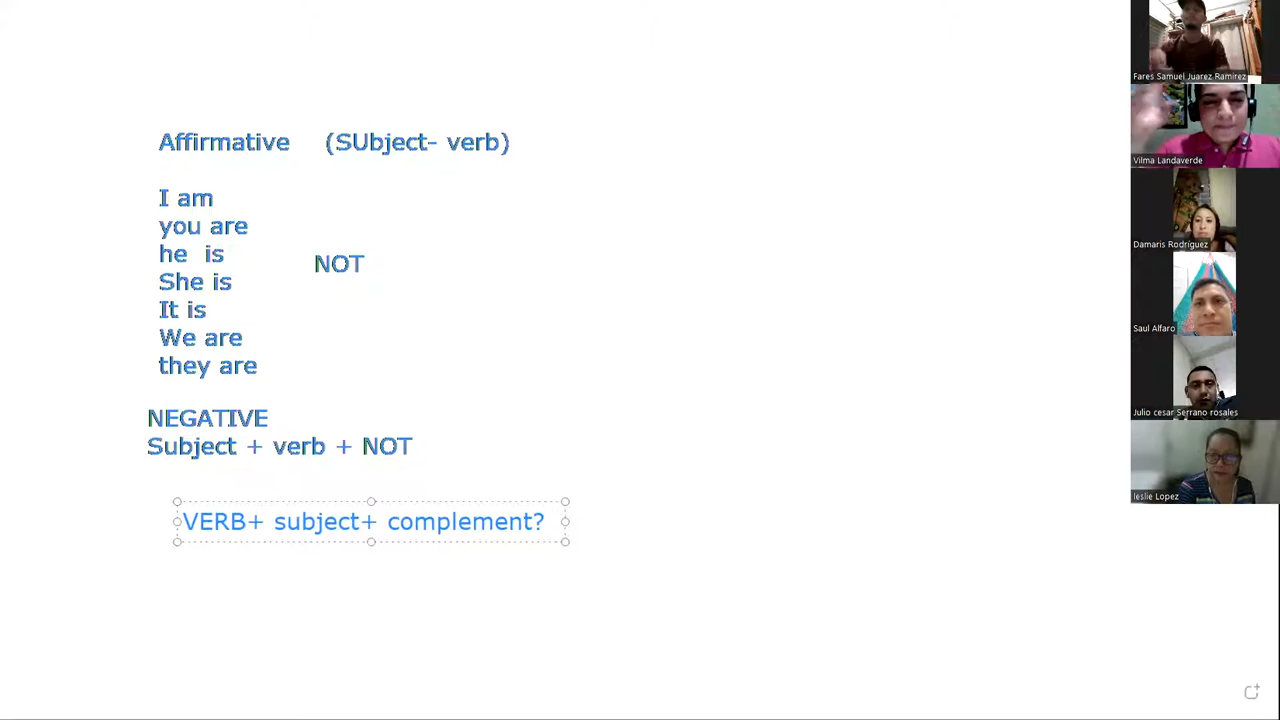 Affirmative (SUbject- verb)
I am
you are
he is
NOT
She is
It is
We are
they are
NEGATIVE
Subject + verb + NOT
VERB+ subject+ complement?
Fares Samuel Juarez Ramirez
Vilma Landaverde
Damaris Rodríguez
Saul Alfaro
Julio cesar Serrano rosales
leslie Lopez